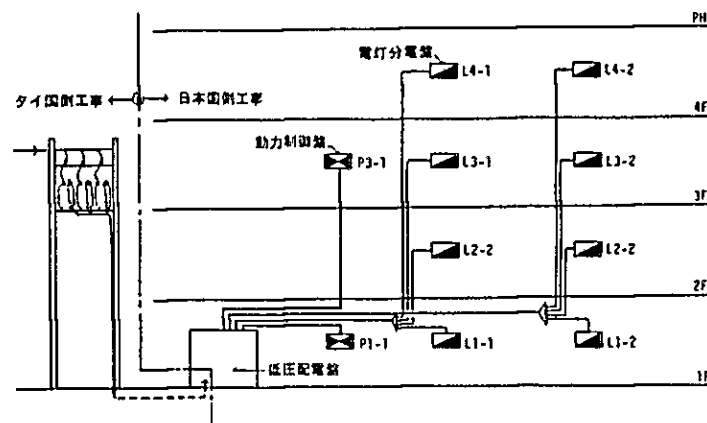 PH
電灯分電盤
L4-1
L4-2
タイ国側工事
日本国側工事
4F
動力制御盤
P3-1
L3-1
L3-2
3F
L2-2
L2-2
2F
P1-1
L1-1
L1-2
低圧配電盤
1F